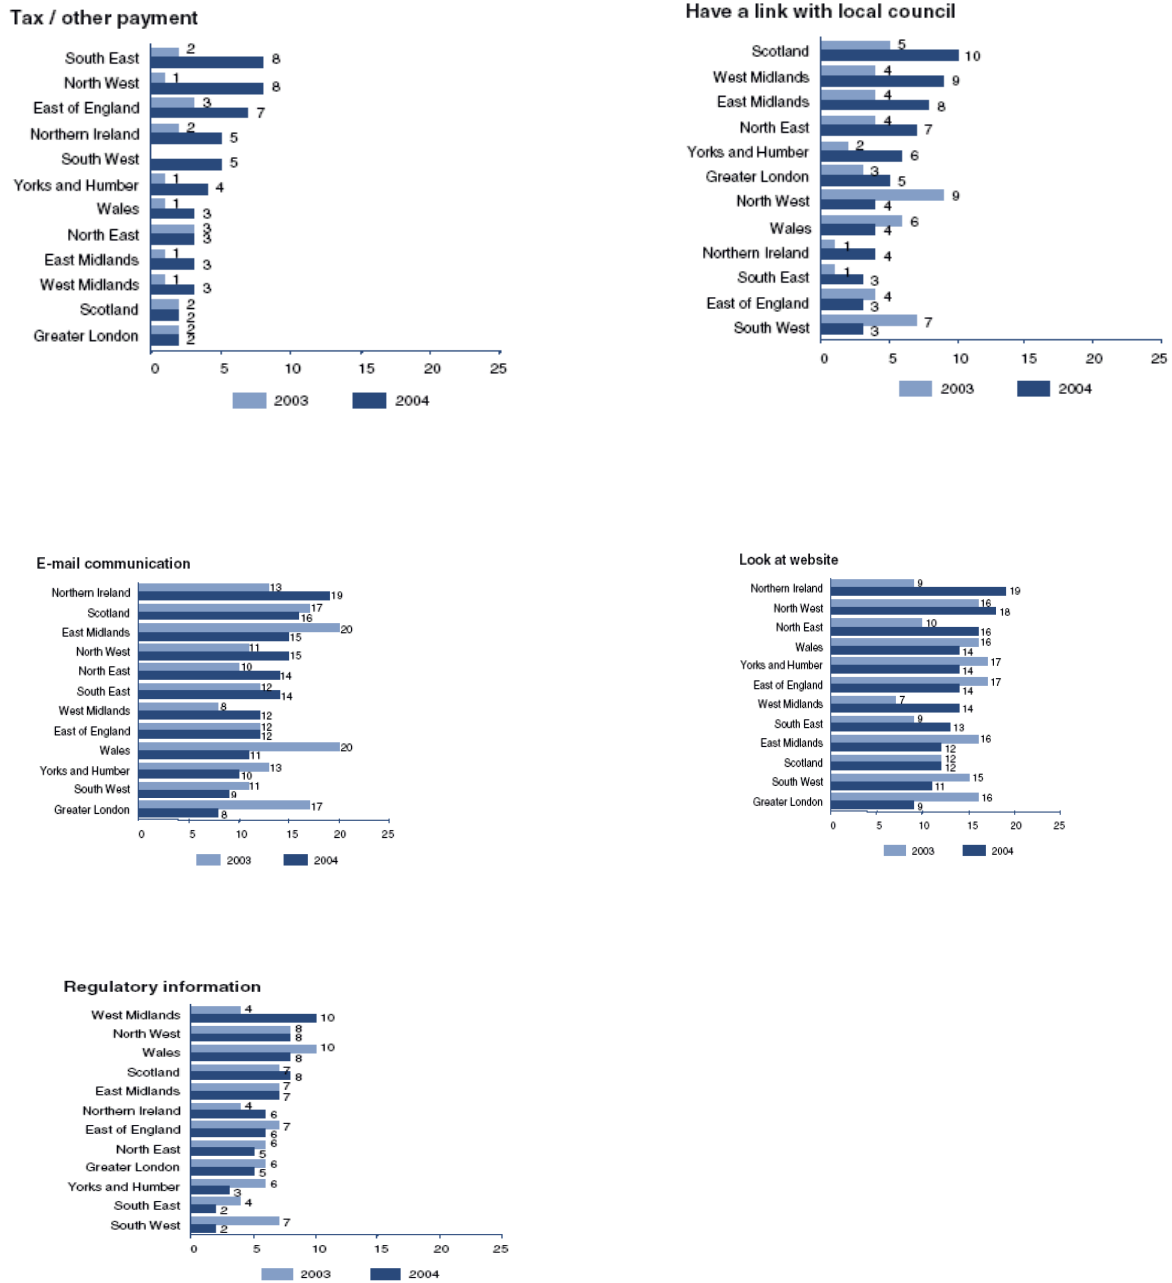 Tax / other payment
South East 2
8
North West 1
8
East of England 3
7
Northern Ireland 2
5
South West 5
Yorks and Humber 1
4
Wales 1
3
North East 3
3
East Midlands 1
3
West Midlands 1
3
Scotland 2
2
Greater London 2
2
0 5 10 15 20 25
2003 2004
Have a link with local council
Scotland 5
10
West Midlands 4
9
East Midlands 4
8
North East 4
7
Yorks and Humber 2
6
Greater London 3
5
North West 9
4
Wales 6
4
Northern Ireland 1
4
South East 1
3
East of England 4
3
South West 7
3
0 5 10 15 20 25
2003 2004
E-mail communication
Northern Ireland 13
19
Scotland 17
16
East Midlands 20
15
North West 11
15
North East 10
14
South East 12
14
West Midlands 8
12
East of England 12
12
Wales 20
11
Yorks and Humber 13
10
South West 11
9
Greater London 17
8
0 5 10 15 20 25
2003 2004
Look at website
Northern Ireland 9
19
North West 16
18
North East 10
16
Wales 16
14
Yorks and Humber 17
14
East of England 17
14
West Midlands 7
14
South East 9
13
East Midlands 16
12
Scotland 12
12
South West 15
11
Greater London 16
9
0 5 10 15 20 25
2003 2004
Regulatory information
West Midlands 4
10
North West 8
8
Wales 10
8
Scotland 7
8
East Midlands 7
7
Northern Ireland 4
6
East of England 7
6
North East 6
5
Greater London 6
5
Yorks and Humber 6
3
South East 4
2
South West 7
2
0 5 10 15 20 25
2003 2004